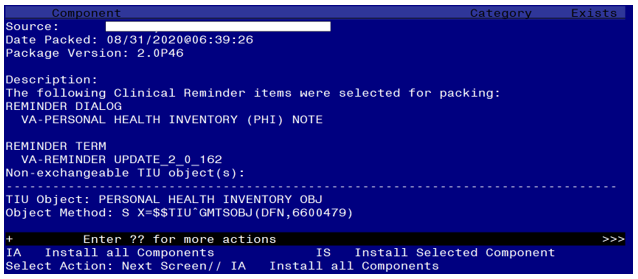 Component Category Exists
Source:
Date Packed: 08/31/2020@06:39:26
Package Version: 2.0P46
Description:
The following Clinical Reminder items were selected for packing:
REMINDER DIALOG
VA-PERSONAL HEALTH INVENTORY (PHI) NOTE
REMINDER TERM
VA-REMINDER UPDATE_2_0_162
Non-exchangeable TIU object(s):
--------------------------------------------------------------------------------
TIU Object: PERSONAL HEALTH INVENTORY OBJ
Object Method: S X=$$TIU^GMTSOBJ(DFN,6600479)
+ Enter ?? for more actions >>>
IA Install all Components IS Install Selected Component
Select Action: Next Screen// IA Install all Components